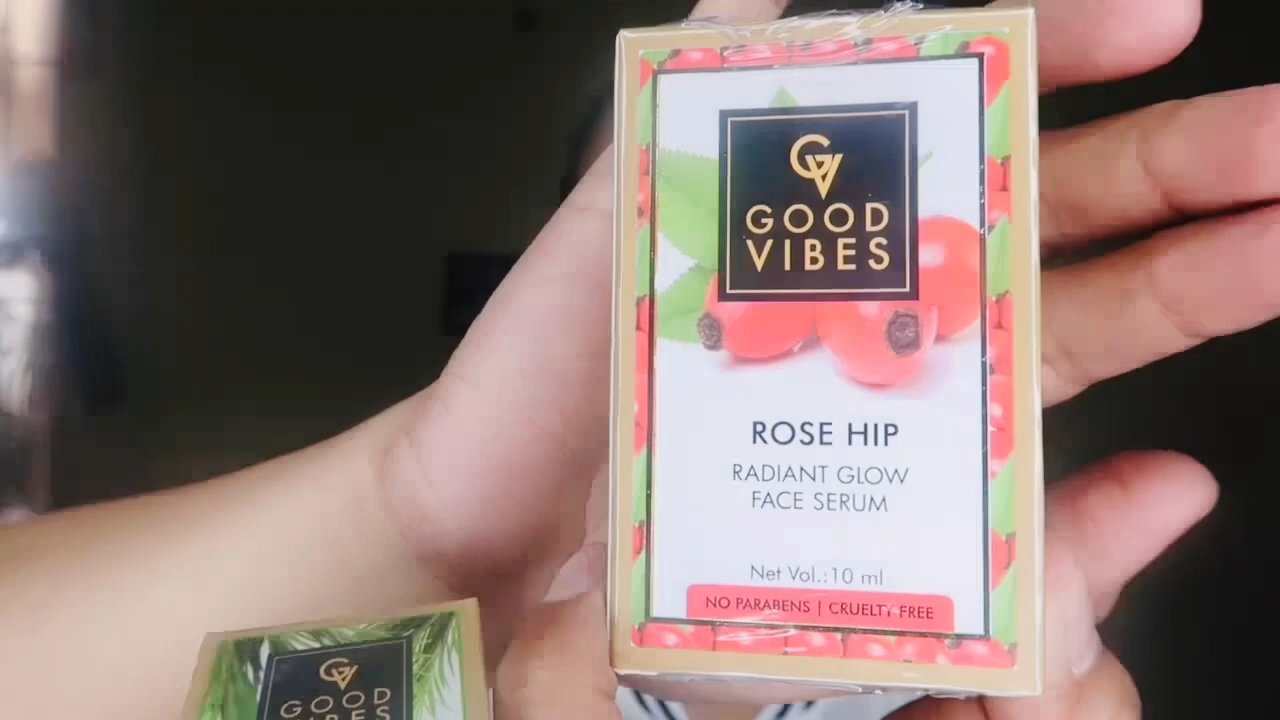 GV
GOOD
VIBES
ROSE HIP
RADIANT GLOW
FACE SERUM
Net Vol.:10 ml
NO PARABENS | CRUELTY FREE
GV
GOOD
VIBES